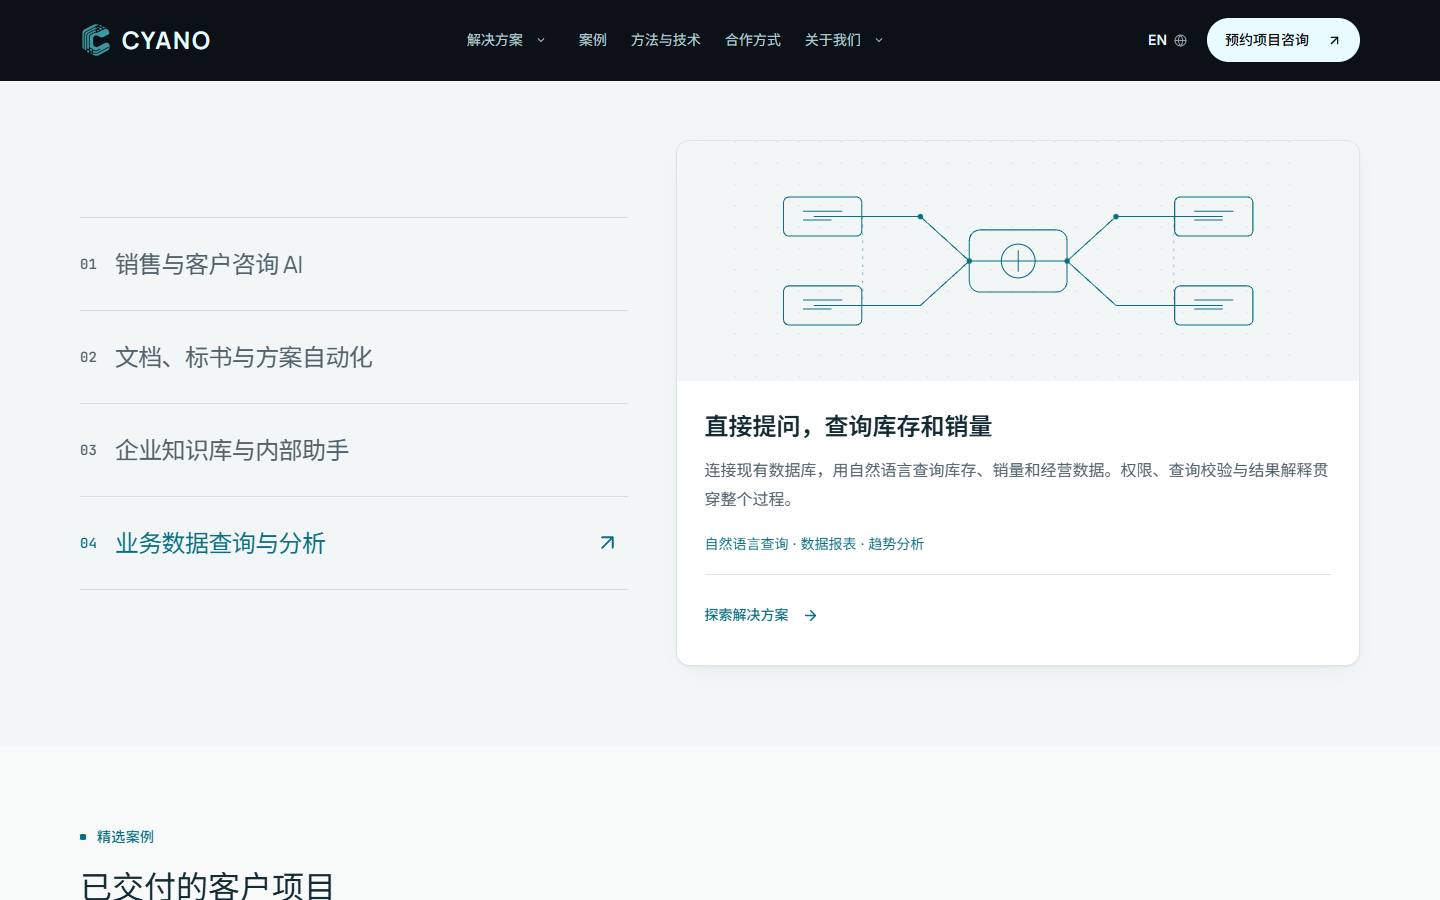 CYANO
解决方案
案例
方法与技术
合作方式
关于我们
EN
预约项目咨询
01 销售与客户咨询 AI
02 文档、标书与方案自动化
03 企业知识库与内部助手
04 业务数据查询与分析
直接提问，查询库存和销量
连接现有数据库，用自然语言查询库存、销量和经营数据。权限、查询校验与结果解释贯
穿整个过程。
自然语言查询 · 数据报表 · 趋势分析
探索解决方案
精选案例
已交付的客户项目